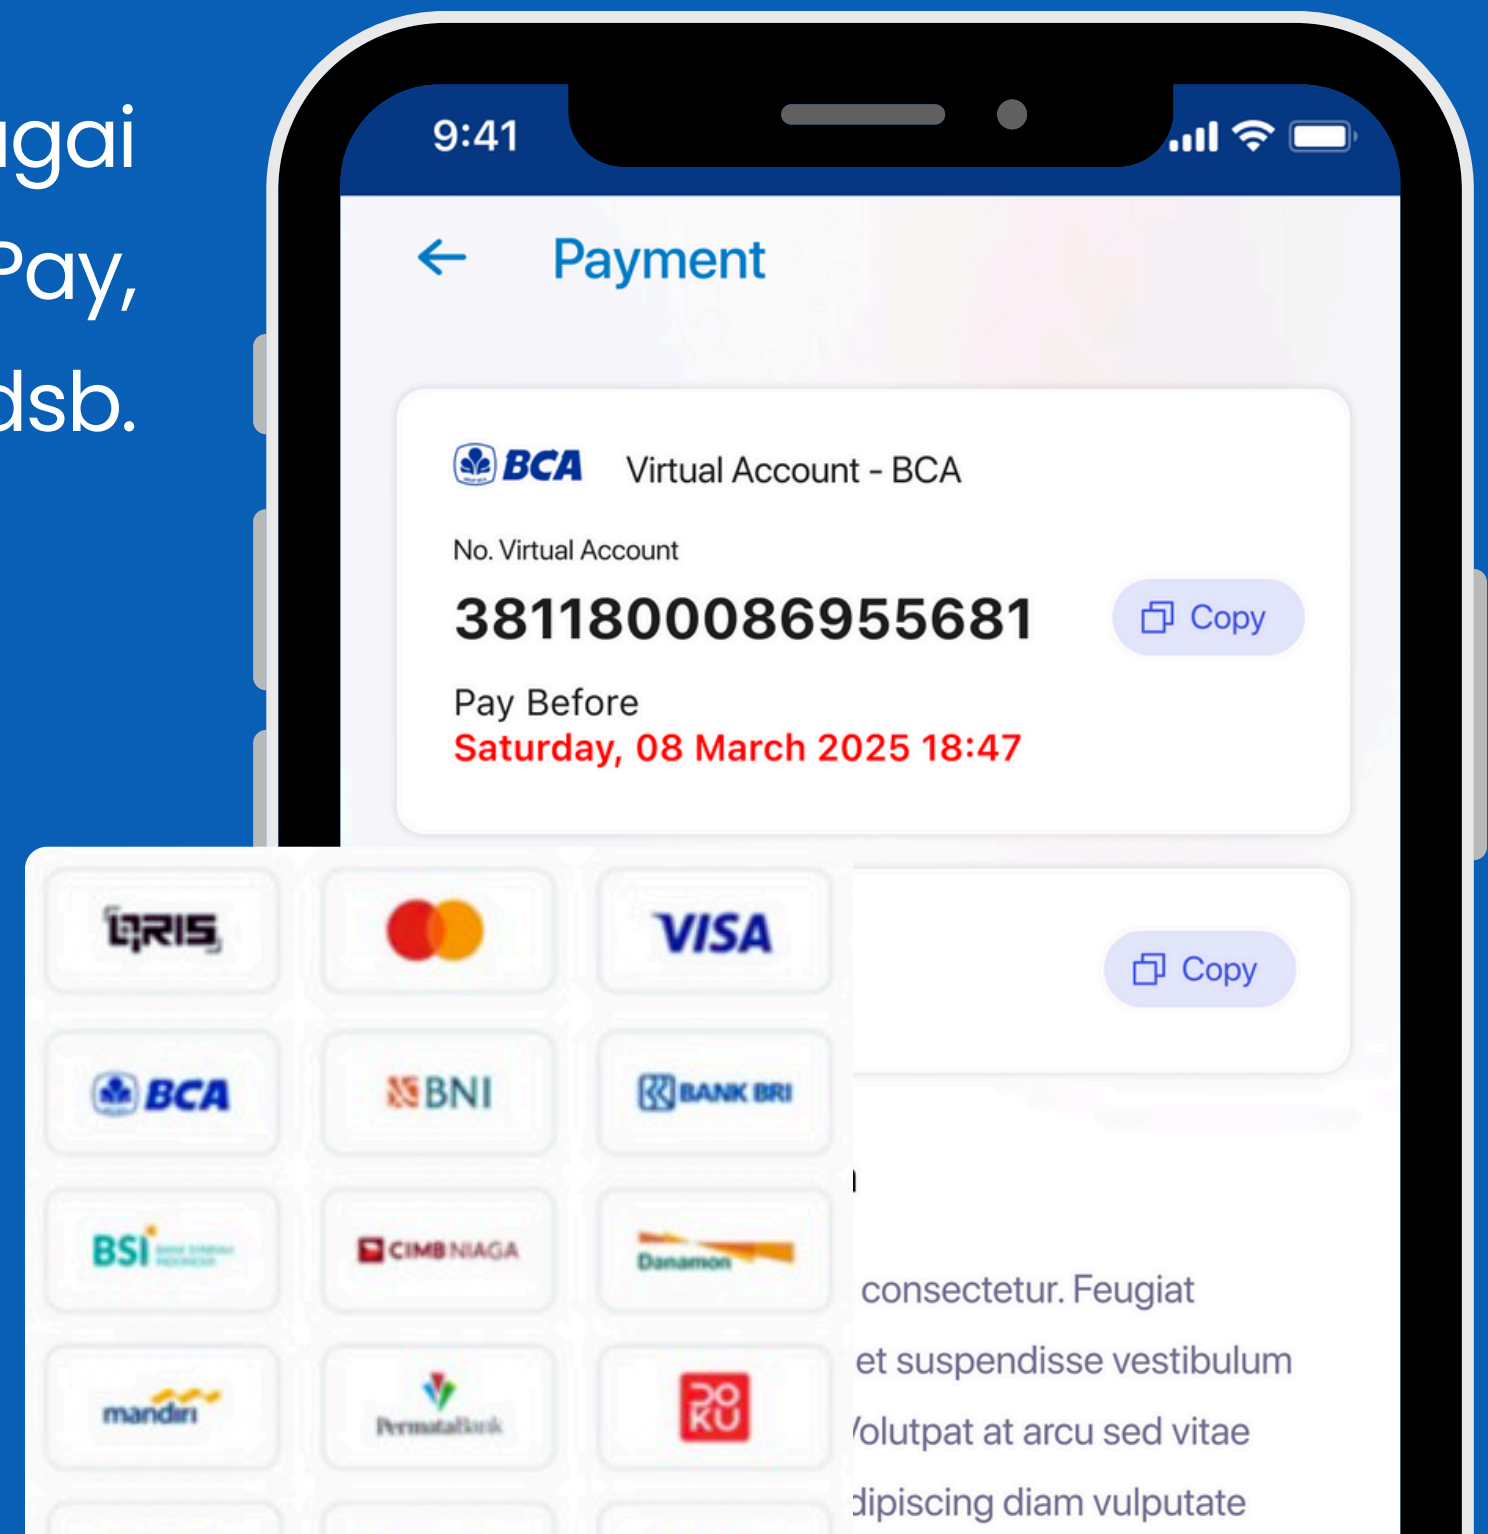 agai
Pay,
dsb.
9:41
Payment
BCA Virtual Account - BCA
No. Virtual Account
3811800086955681
Copy
Pay Before
Saturday, 08 March 2025 18:47
QRIS
VISA
Copy
BCA
BNI
BANK BRI
BSI
CIMB NIAGA
Danamon
consectetur. Feugiat
et suspendisse vestibulum
mandiri
PermataBank
DOKU
Volutpat at arcu sed vitae
dipiscing diam vulputate